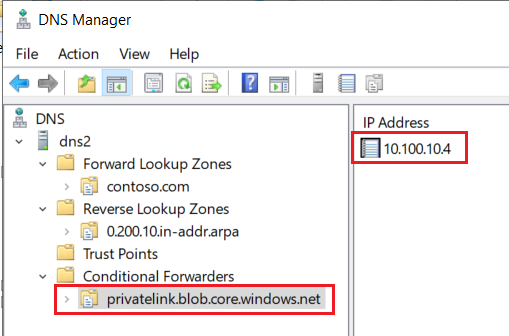 DNS Manager
File Action View Help
DNS
dns2
Forward Lookup Zones
contoso.com
Reverse Lookup Zones
0.200.10.in-addr.arpa
Trust Points
Conditional Forwarders
privatelink.blob.core.windows.net
IP Address
10.100.10.4